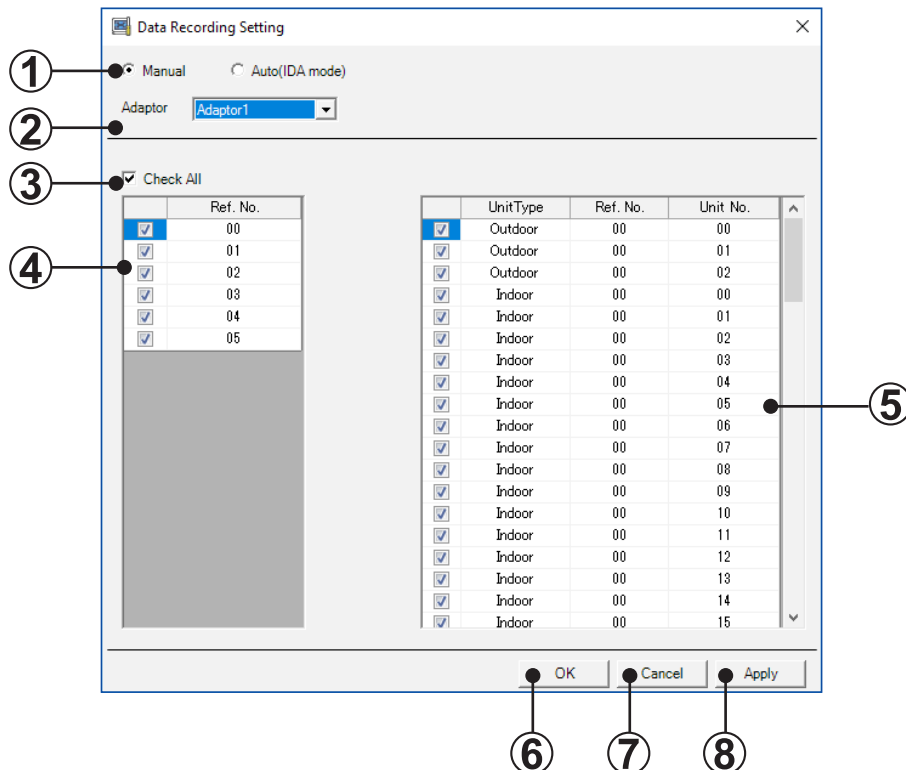 Data Recording Setting
1 Manual Auto(IDA mode)
2 Adaptor Adaptor1
3 Check All
Ref. No. UnitType Ref. No. Unit No.
00 Outdoor 00 00
01 Outdoor 00 01
4 02 Outdoor 00 02
03 Indoor 00 00
04 Indoor 00 01
05 Indoor 00 02
Indoor 00 03
Indoor 00 04
Indoor 00 05 5
Indoor 00 06
Indoor 00 07
Indoor 00 08
Indoor 00 09
Indoor 00 10
Indoor 00 11
Indoor 00 12
Indoor 00 13
Indoor 00 14
Indoor 00 15
OK Cancel Apply
6 7 8